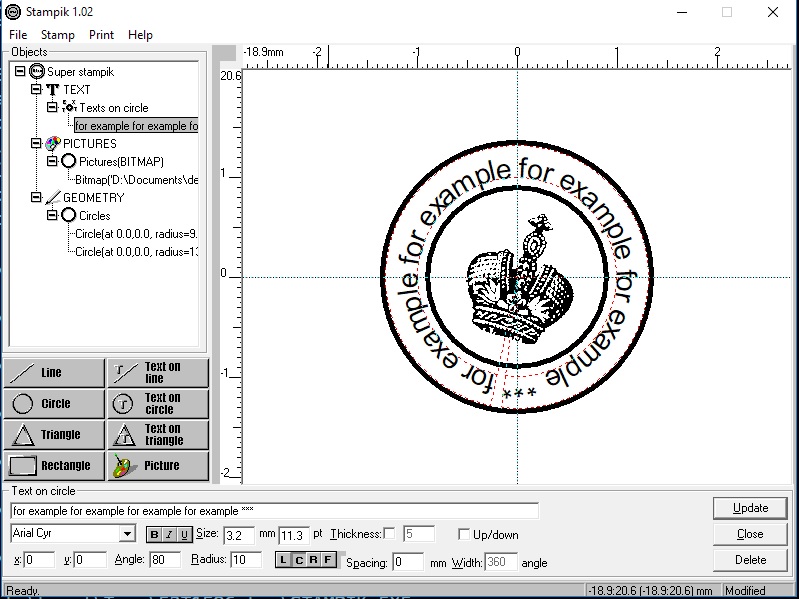 Stampik 1.02
File Stamp Print Help
Objects
Super stampik
TEXT
Texts on circle
for example for example fo
PICTURES
Pictures(BITMAP)
Bitmap('D:\Documents\de
GEOMETRY
Circles
Circle(at 0.0,0.0, radius=9.
Circle(at 0.0,0.0, radius=13
-18.9mm -2 -1 0 1 2
20.6
1
0
-1
-2
for example for example for example for example ***
Line
Text on line
Circle
Text on circle
Triangle
Text on triangle
Rectangle
Picture
Text on circle
for example for example for example for example ***
Update
Arial Cyr B I U Size: 3.2 mm 11.3 pt Thickness: 5 Up/down
Close
x: 0 y: 0 Angle: 80 Radius: 10 L C R F Spacing: 0 mm Width: 360 angle
Delete
Ready. -18.9:20.6 (-18.9:20.6) mm Modified